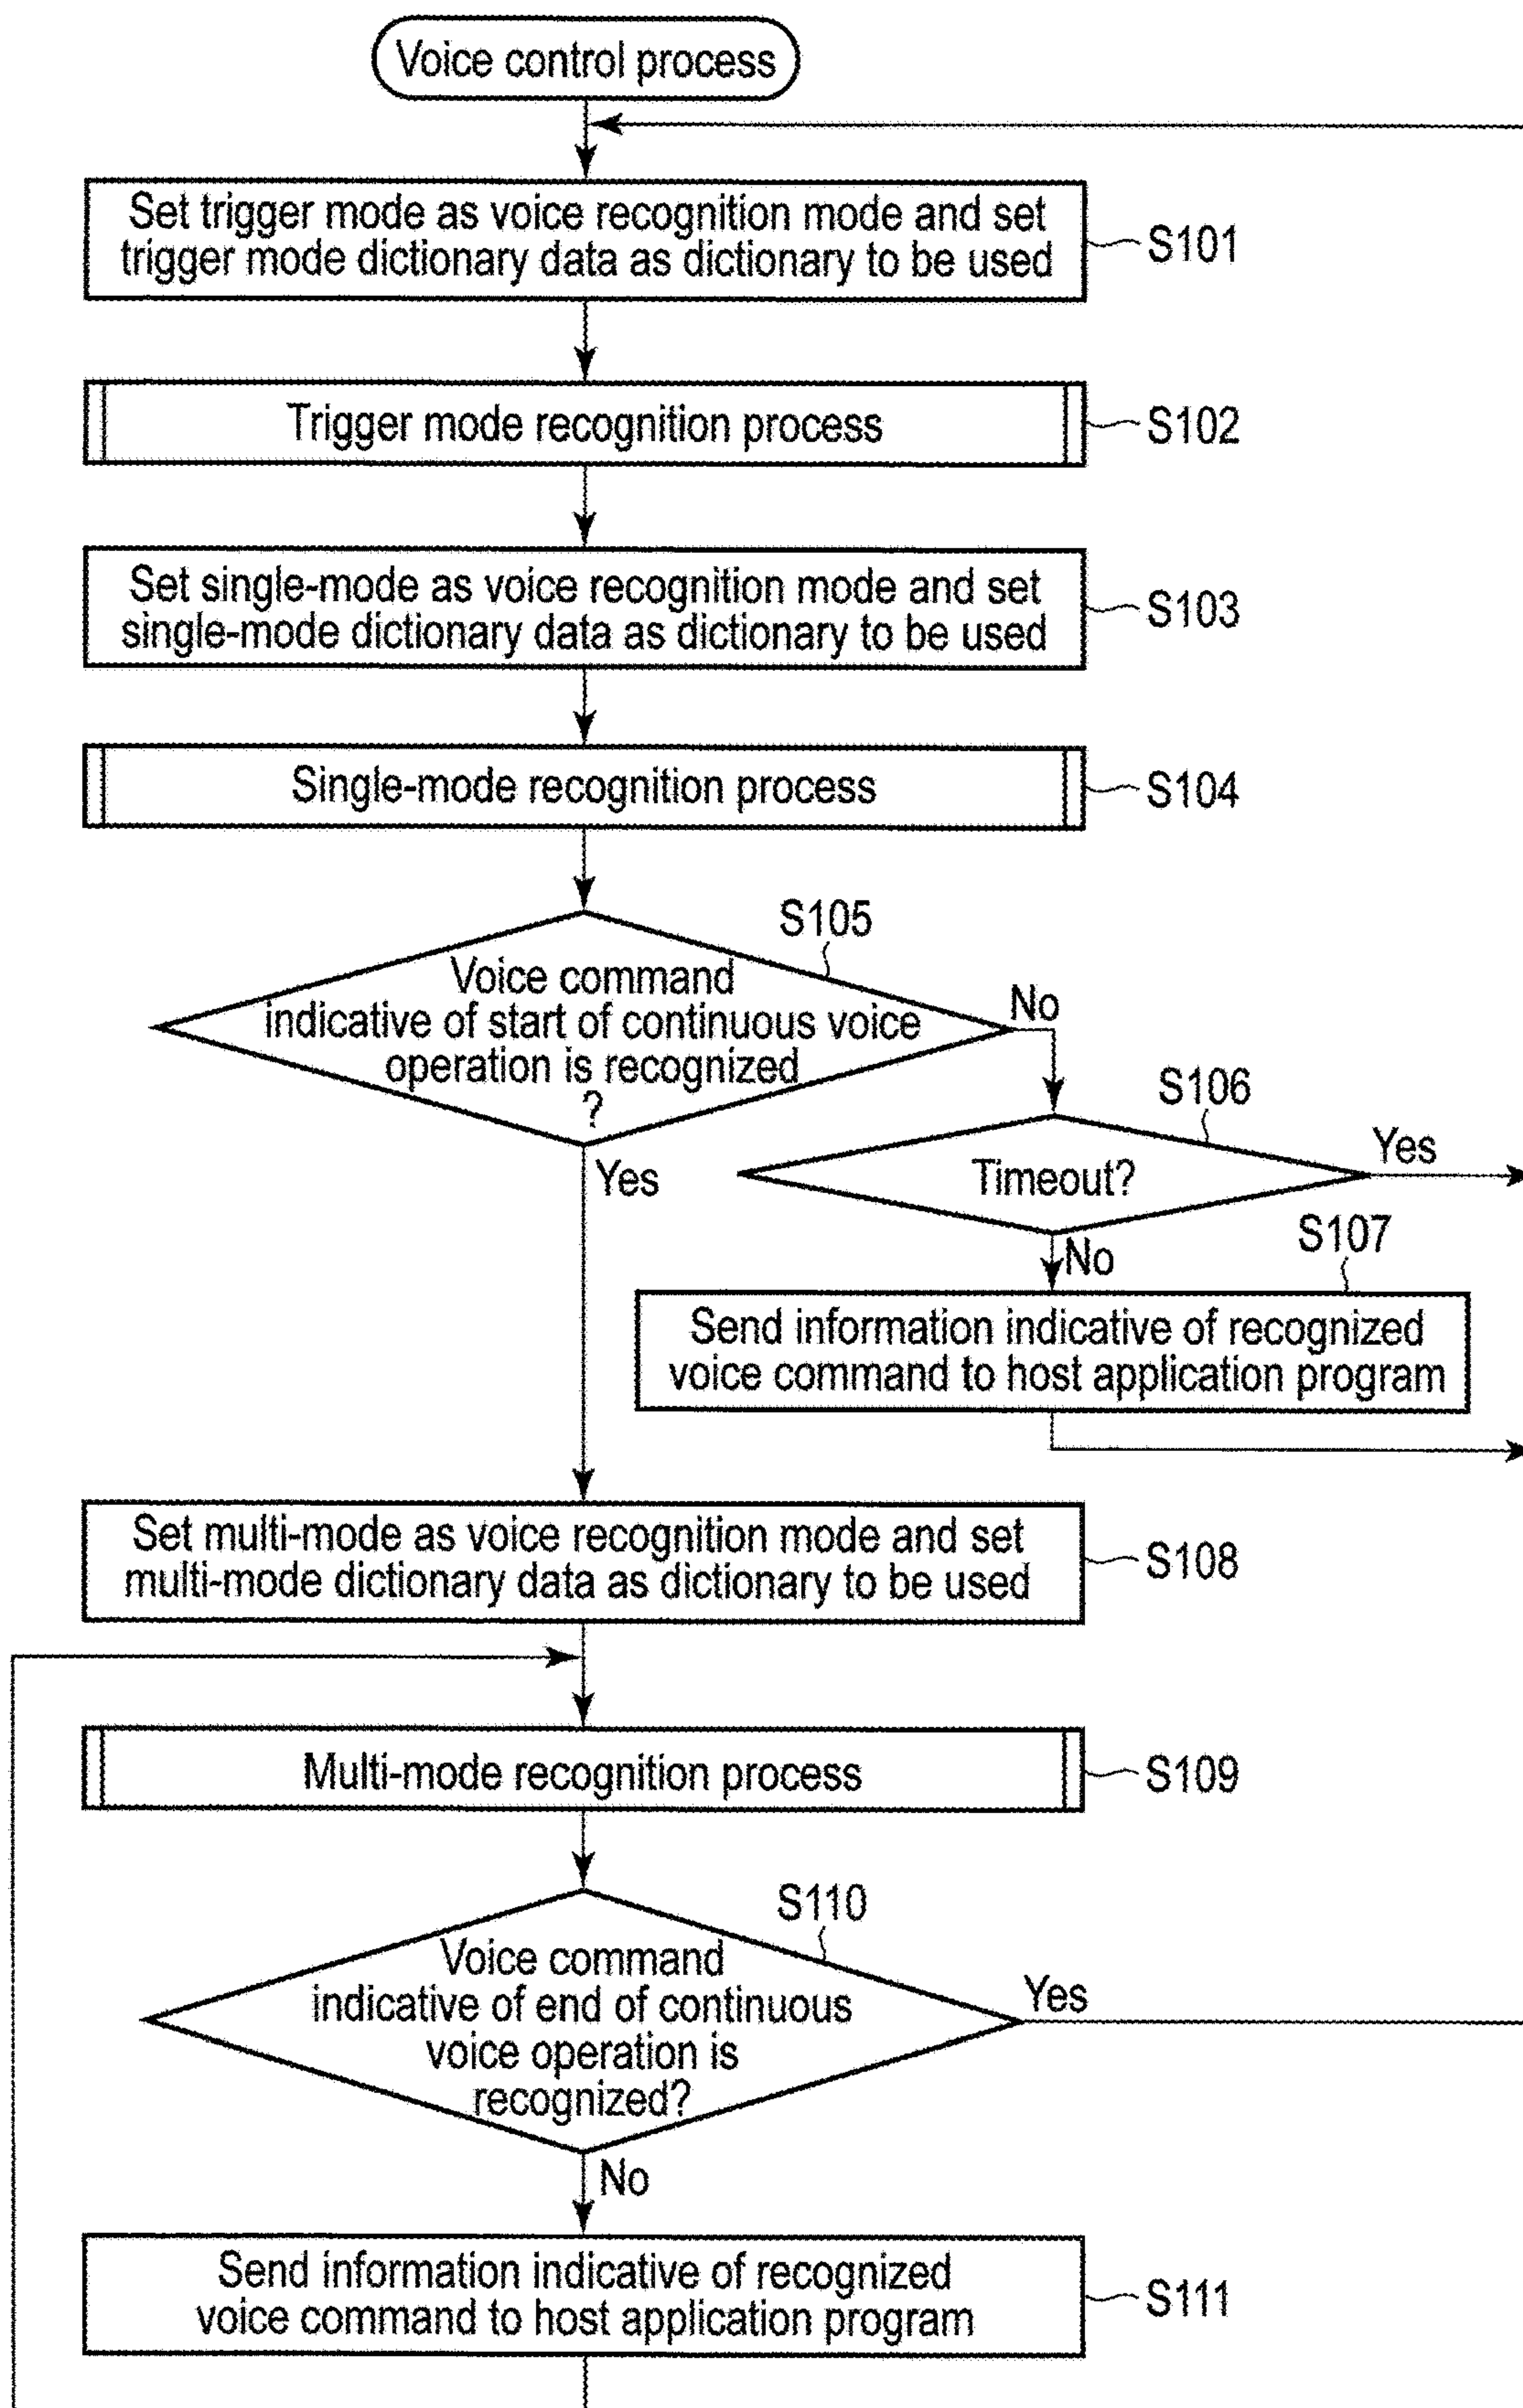 Voice control process
Set trigger mode as voice recognition mode and set
trigger mode dictionary data as dictionary to be used
S101
Trigger mode recognition process
S102
Set single-mode as voice recognition mode and set
single-mode dictionary data as dictionary to be used
S103
Single-mode recognition process
S104
S105
Voice command
indicative of start of continuous voice
operation is recognized
?
No
Yes
S106
Timeout?
Yes
No
S107
Send information indicative of recognized
voice command to host application program
Set multi-mode as voice recognition mode and set
multi-mode dictionary data as dictionary to be used
S108
Multi-mode recognition process
S109
S110
Voice command
indicative of end of continuous
voice operation is
recognized?
Yes
No
Send information indicative of recognized
voice command to host application program
S111